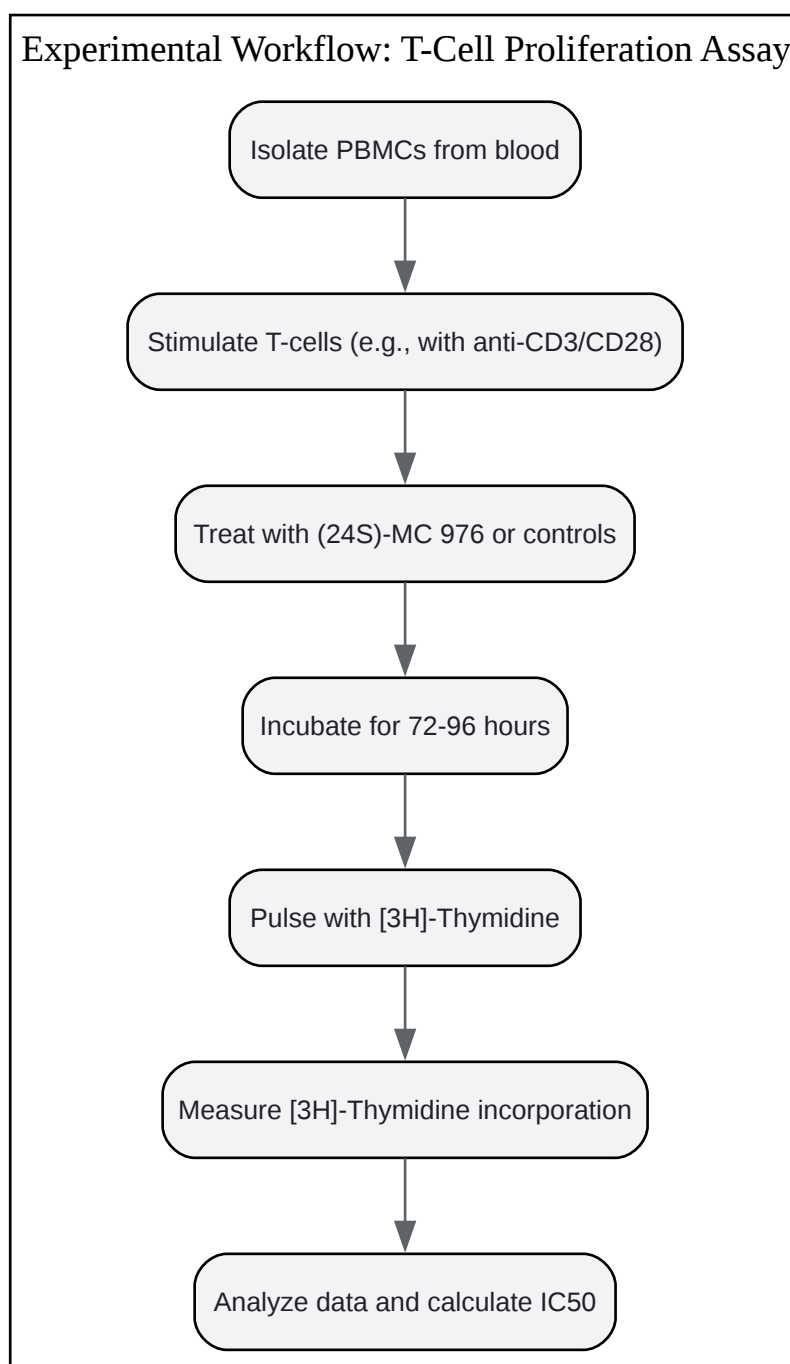 Experimental Workflow: T-Cell Proliferation Assay
Isolate PBMCs from blood
Stimulate T-cells (e.g., with anti-CD3/CD28)
Treat with (24S)-MC 976 or controls
Incubate for 72-96 hours
Pulse with [3H]-Thymidine
Measure [3H]-Thymidine incorporation
Analyze data and calculate IC50